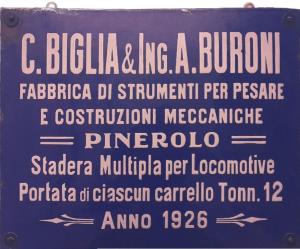 C. BIGLIA & ING. A. BURONI
FABBRICA DI STRUMENTI PER PESARE
E COSTRUZIONI MECCANICHE
PINEROLO
Stadera Multipla per Locomotive
Portata di ciascun carrello Tonn. 12
ANNO 1926